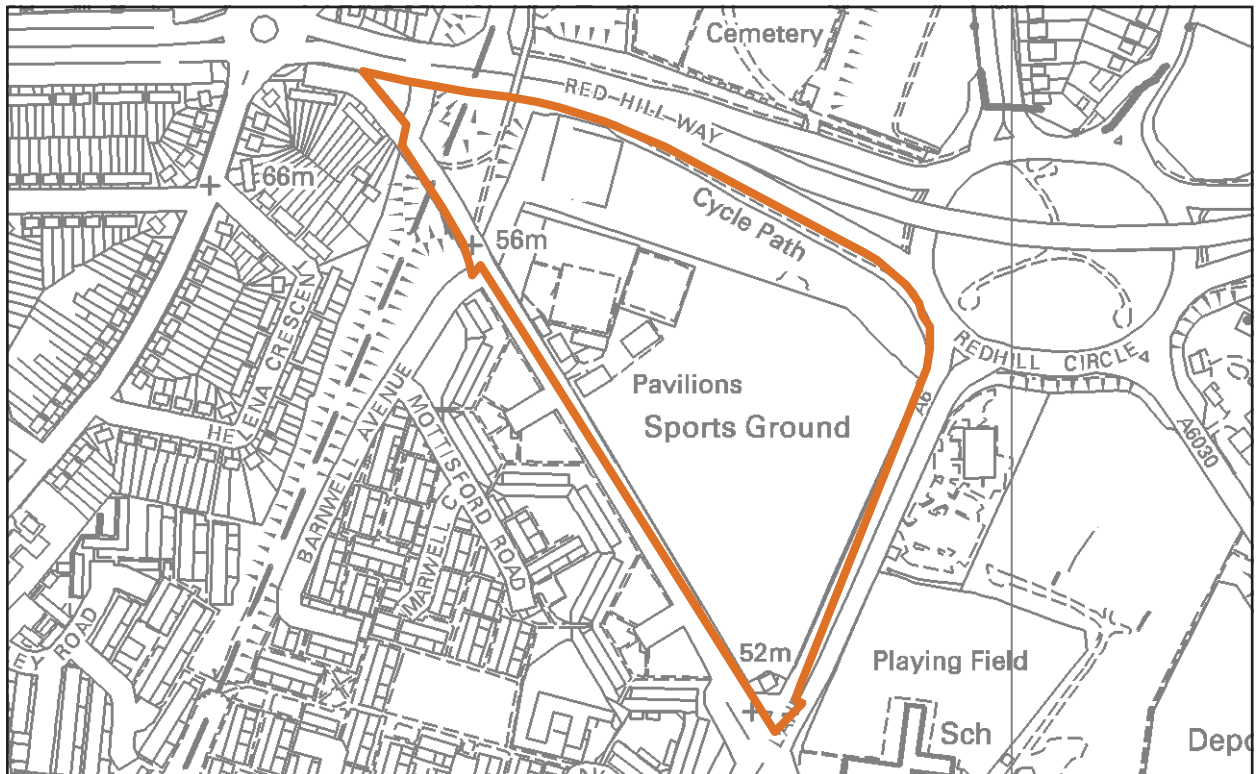 Cemetery
RED HILL WAY
66m
Cycle Path
56m
HELENA CRESCENT
REDHILL CIRCLE
Pavilions
A6
BARNWELL AVENUE
MOTTISFORD ROAD
Sports Ground
A6030
MARWELL C
EY ROAD
52m
Playing Field
Sch
Depo